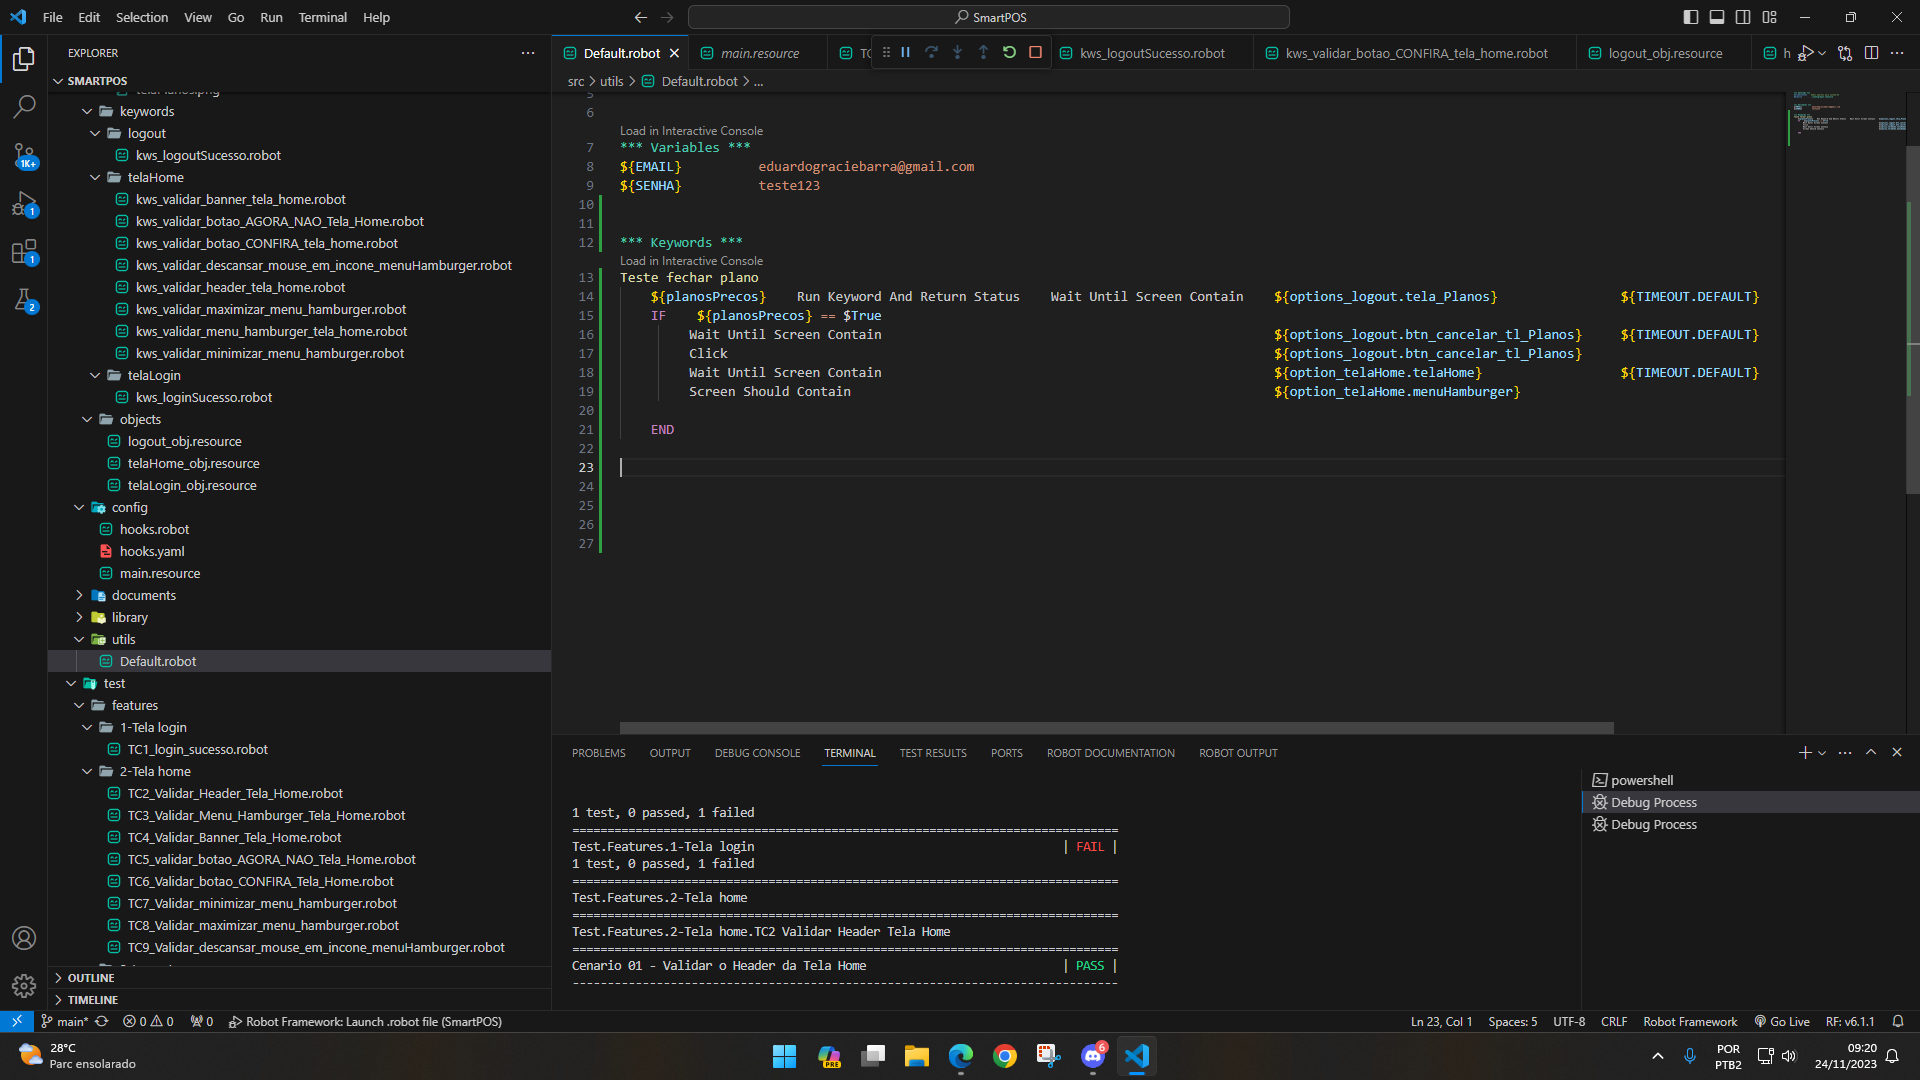 File Edit Selection View Go Run Terminal Help
SmartPOS
EXPLORER
SMARTPOS
keywords
logout
kws_logoutSucesso.robot
telaHome
kws_validar_banner_tela_home.robot
kws_validar_botao_AGORA_NAO_Tela_Home.robot
kws_validar_botao_CONFIRA_tela_home.robot
kws_validar_descansar_mouse_em_incone_menuHamburger.robot
kws_validar_header_tela_home.robot
kws_validar_maximizar_menu_hamburger.robot
kws_validar_menu_hamburger_tela_home.robot
kws_validar_minimizar_menu_hamburger.robot
telaLogin
kws_loginSucesso.robot
objects
logout_obj.resource
telaHome_obj.resource
telaLogin_obj.resource
config
hooks.robot
hooks.yaml
main.resource
documents
library
utils
Default.robot
test
features
1-Tela login
TC1_login_sucesso.robot
2-Tela home
TC2_Validar_Header_Tela_Home.robot
TC3_Validar_Menu_Hamburger_Tela_Home.robot
TC4_Validar_Banner_Tela_Home.robot
TC5_validar_botao_AGORA_NAO_Tela_Home.robot
TC6_Validar_botao_CONFIRA_Tela_Home.robot
TC7_Validar_minimizar_menu_hamburger.robot
TC8_Validar_maximizar_menu_hamburger.robot
TC9_Validar_descansar_mouse_em_incone_menuHamburger.robot
OUTLINE
TIMELINE
1K+
1
1
2
Default.robot main.resource TC kws_logoutSucesso.robot kws_validar_botao_CONFIRA_tela_home.robot logout_obj.resource h
src > utils > Default.robot > ...
5
6
Load in Interactive Console
7 *** Variables ***
8 ${EMAIL} eduardograciebarra@gmail.com
9 ${SENHA} teste123
10
11
12 *** Keywords ***
Load in Interactive Console
13 Teste fechar plano
14 ${planosPrecos} Run Keyword And Return Status Wait Until Screen Contain ${options_logout.tela_Planos} ${TIMEOUT.DEFAULT}
15 IF ${planosPrecos} == $True
16 Wait Until Screen Contain ${options_logout.btn_cancelar_tl_Planos} ${TIMEOUT.DEFAULT}
17 Click ${options_logout.btn_cancelar_tl_Planos}
18 Wait Until Screen Contain ${option_telaHome.telaHome} ${TIMEOUT.DEFAULT}
19 Screen Should Contain ${option_telaHome.menuHamburger}
20
21 END
22
23
24
25
26
27
PROBLEMS OUTPUT DEBUG CONSOLE TERMINAL TEST RESULTS PORTS ROBOT DOCUMENTATION ROBOT OUTPUT
1 test, 0 passed, 1 failed
==============================================================================
Test.Features.1-Tela login | FAIL |
1 test, 0 passed, 1 failed
==============================================================================
Test.Features.2-Tela home
==============================================================================
Test.Features.2-Tela home.TC2 Validar Header Tela Home
==============================================================================
Cenario 01 - Validar o Header da Tela Home | PASS |
------------------------------------------------------------------------------
powershell
Debug Process
Debug Process
main* 0 0 0 Robot Framework: Launch .robot file (SmartPOS)
Ln 23, Col 1 Spaces: 5 UTF-8 CRLF Robot Framework Go Live RF: v6.1.1
28°C
Parc ensolarado
PRE
6
POR
PTB2
09:20
24/11/2023